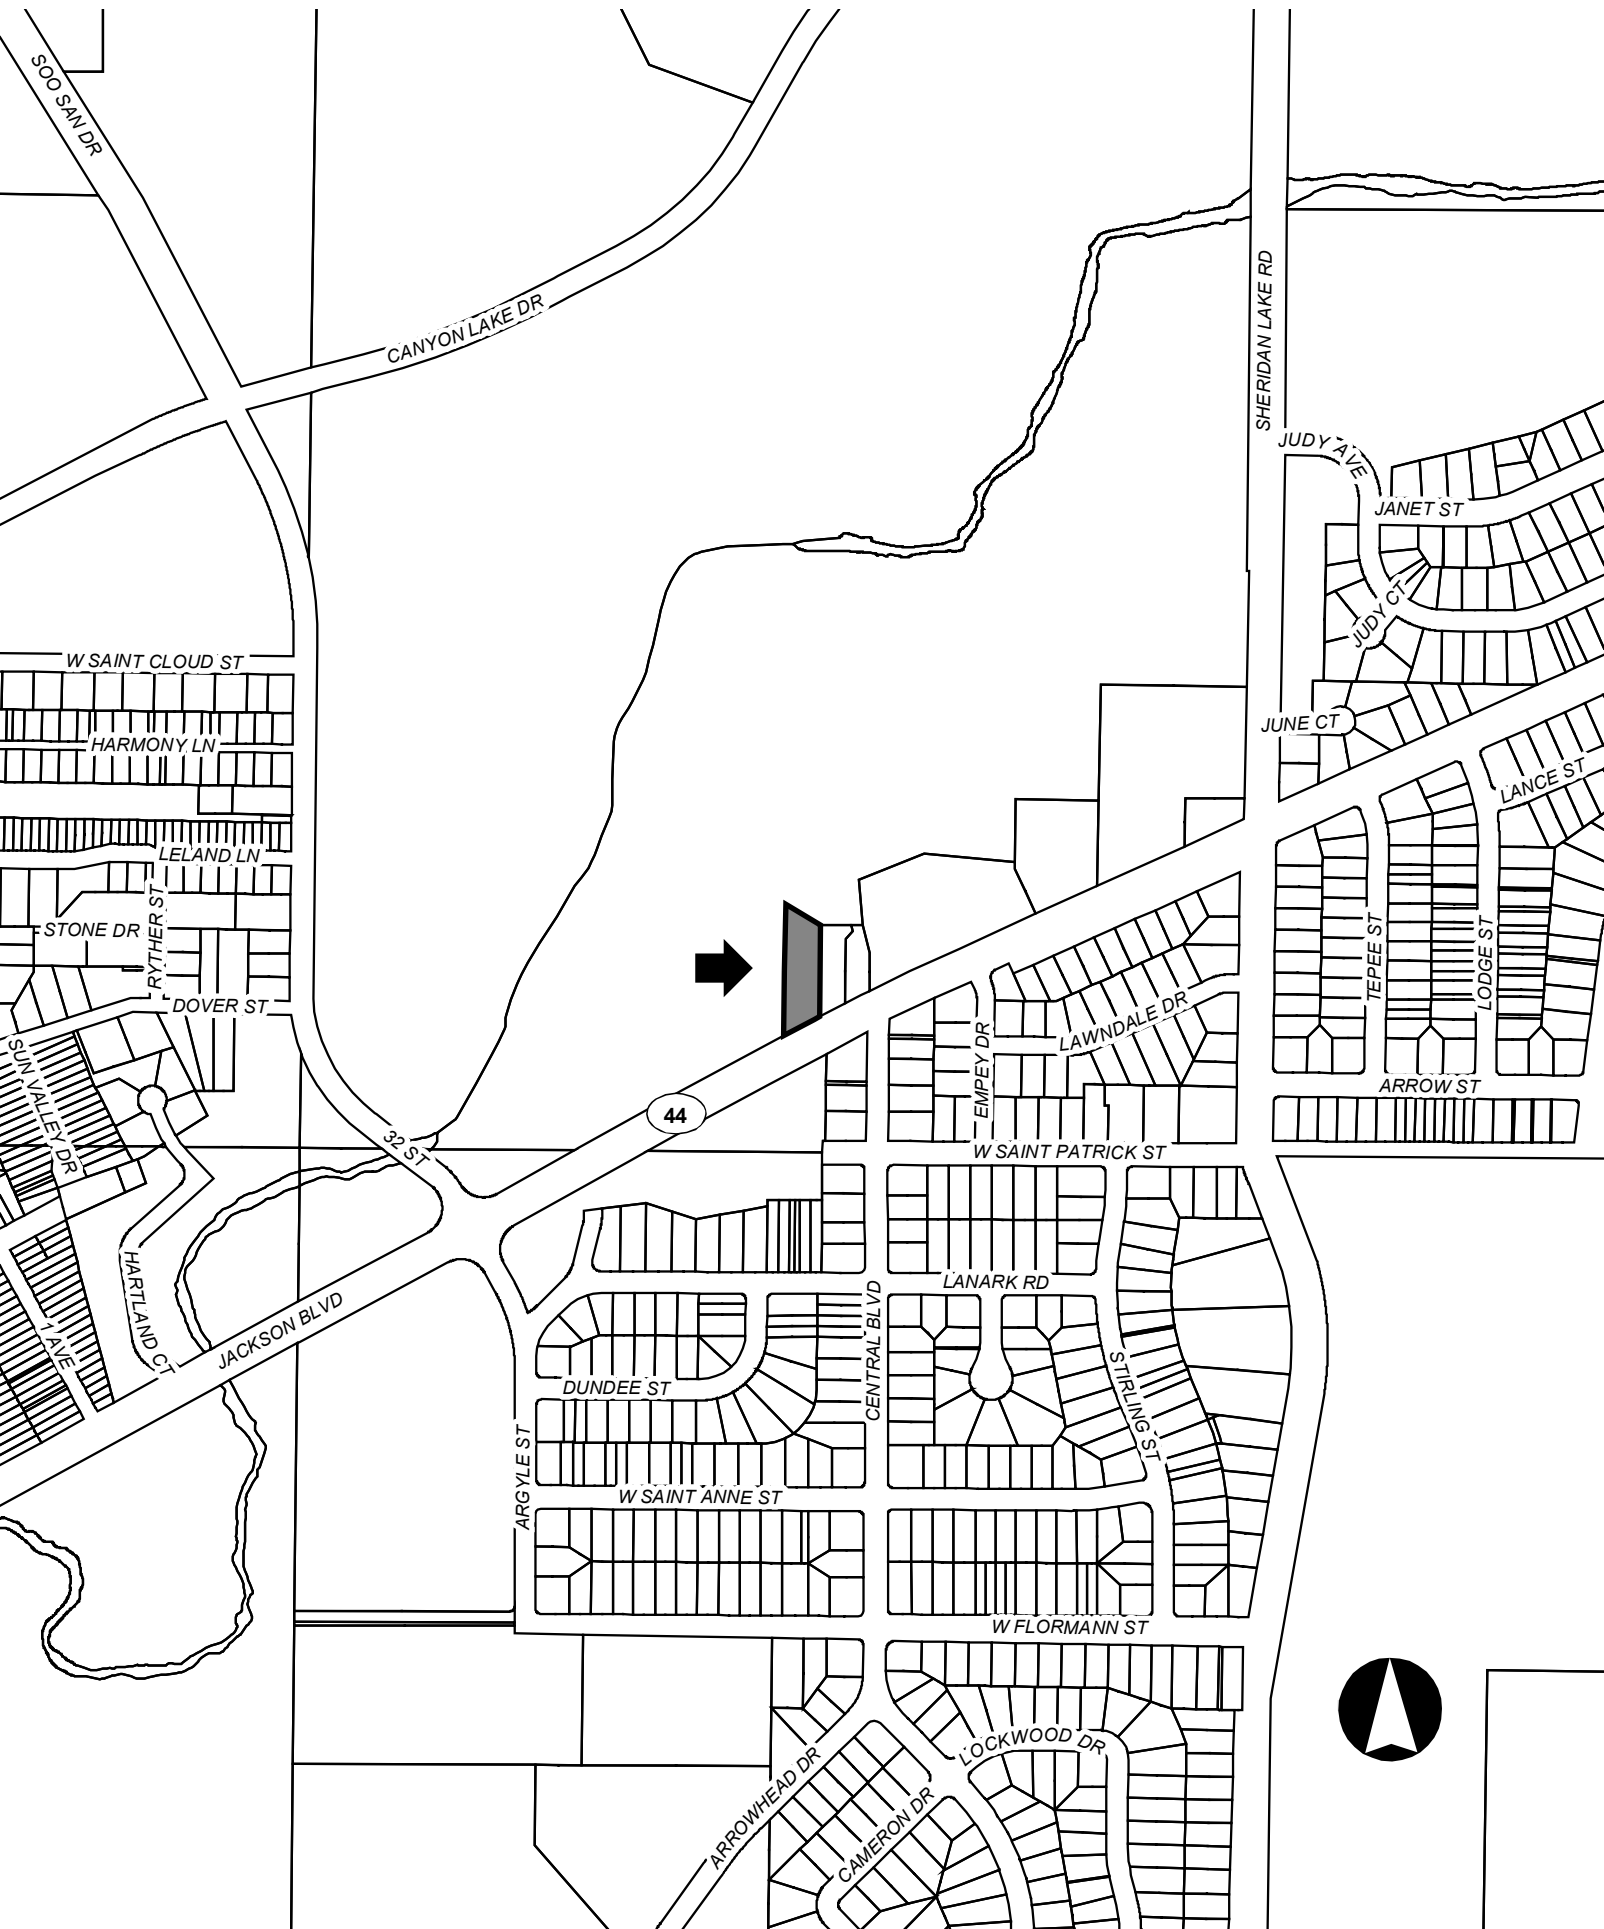 SOO SAN DR
CANYON LAKE DR
SHERIDAN LAKE RD
JUDY AVE
JANET ST
JUDY CT
W SAINT CLOUD ST
JUNE CT
HARMONY LN
LANCE ST
LELAND LN
RYTHER ST
STONE DR
TEPEE ST
LODGE ST
DOVER ST
LAWNDALE DR
EMPEY DR
SUN VALLEY DR
ARROW ST
44
32 ST
W SAINT PATRICK ST
HARTLAND CT
LANARK RD
JACKSON BLVD
1 AVE
CENTRAL BLVD
STIRLING ST
DUNDEE ST
ARGYLE ST
W SAINT ANNE ST
W FLORMANN ST
LOCKWOOD DR
ARROWHEAD DR
CAMERON DR